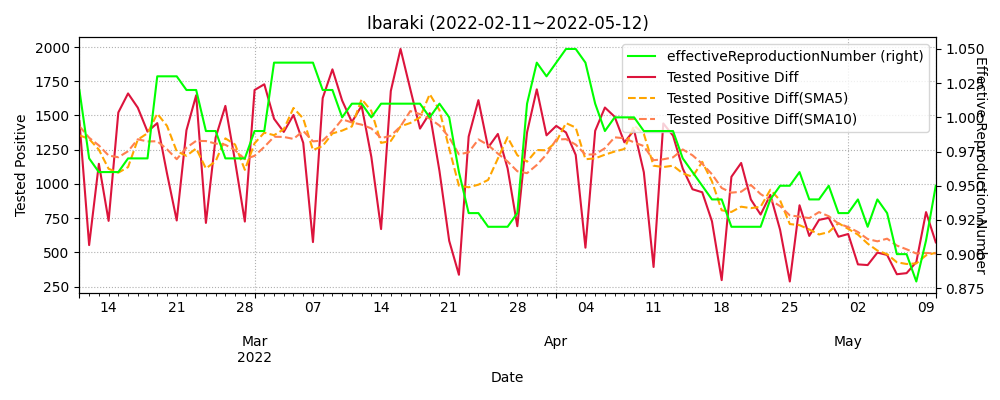 Ibaraki (2022-02-11~2022-05-12)
effectiveReproductionNumber (right)
Tested Positive Diff
Tested Positive Diff(SMA5)
Tested Positive Diff(SMA10)
Tested Positive
2000
1750
1500
1250
1000
750
500
250
1.050
1.025
1.000
0.975
0.950
0.925
0.900
0.875
EffectiveReproductionNumber
14 21 28 07 14 21 28 04 11 18 25 02 09
Mar Apr May
2022
Date